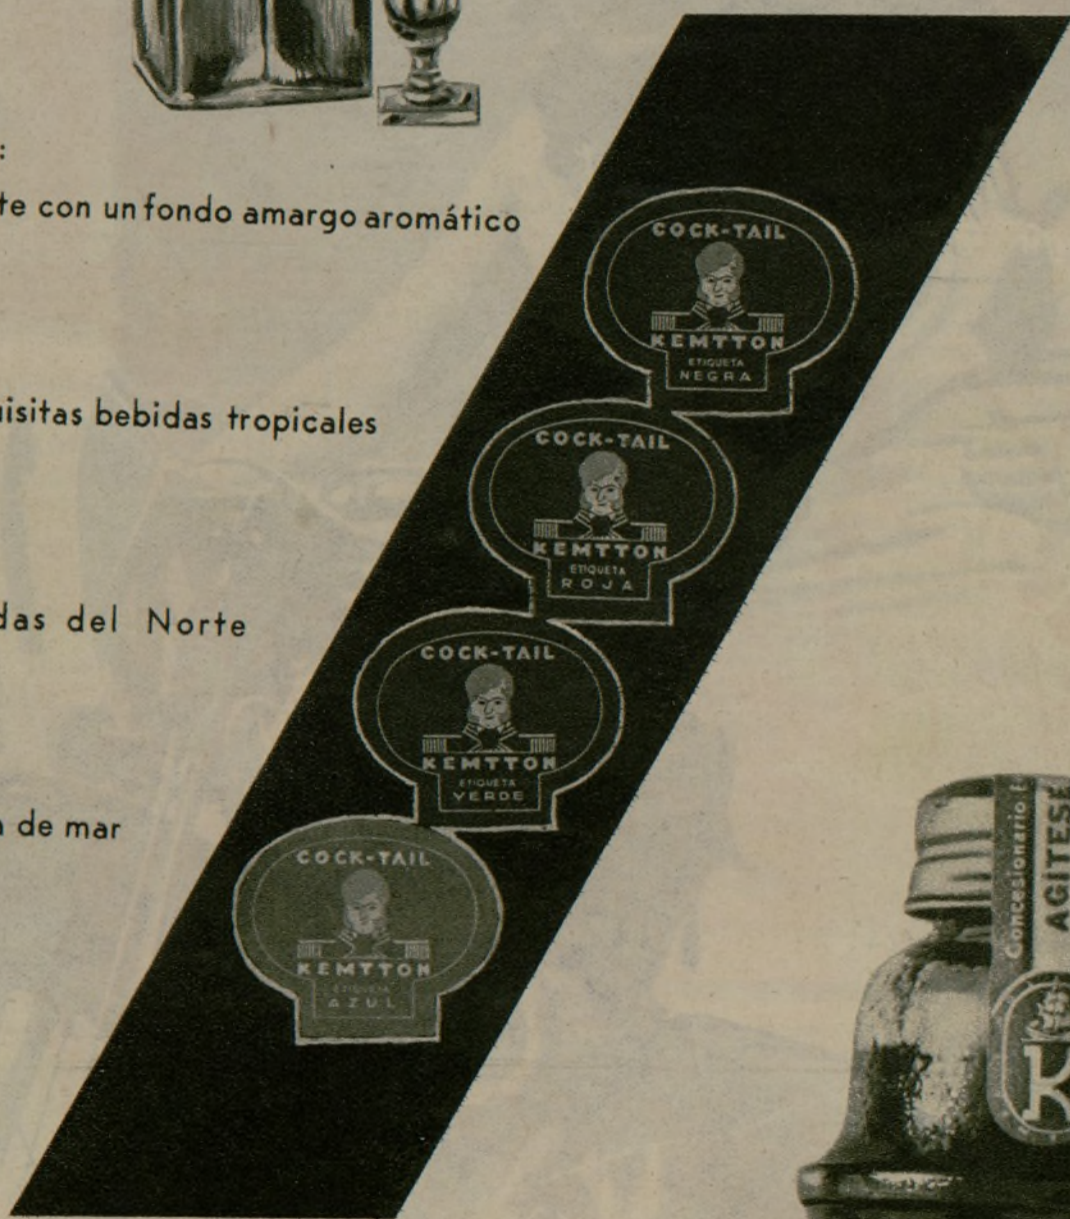 :
te con un fondo amargo aromático
COCK-TAIL
KEMTTON
ETIQUETA
NEGRA
isitas bebidas tropicales
COCK-TAIL
KEMTTON
ETIQUETA
ROJA
das del Norte
COCK-TAIL
KEMTTON
ETIQUETA
VERDE
de mar
COCK-TAIL
KEMTTON
ETIQUETA
AZUL
Concesionario E
AGITESE
K